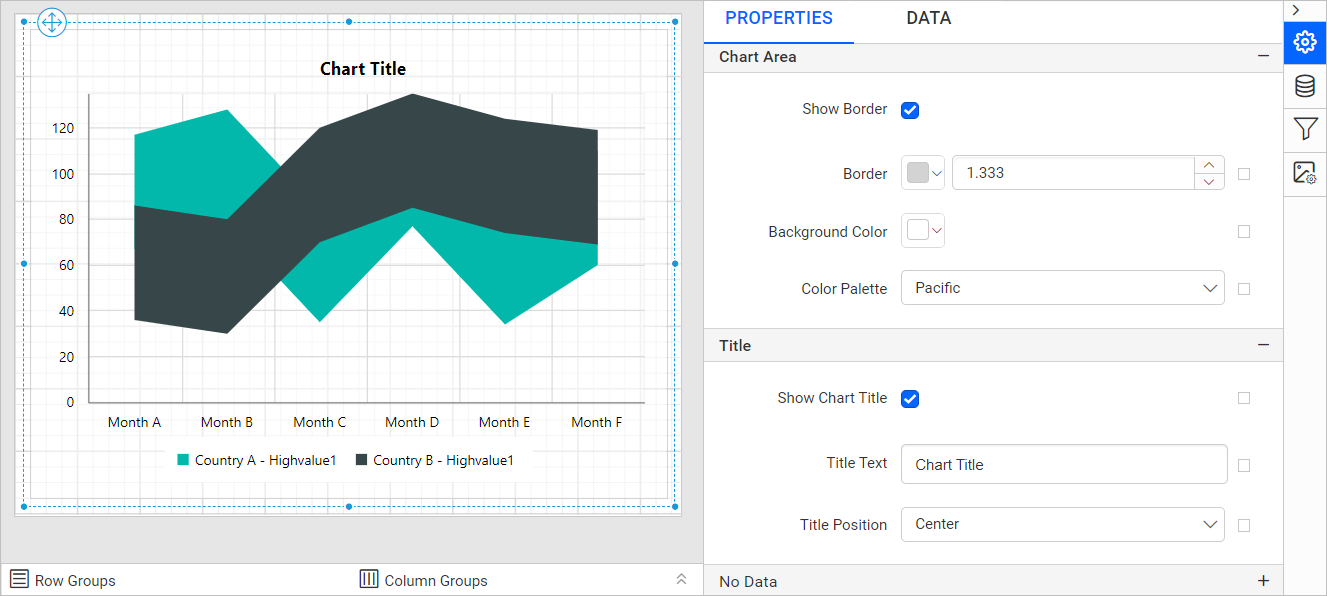 Chart Title
120
100
80
60
40
20
0
Month A Month B Month C Month D Month E Month F
Country A - Highvalue1 Country B - Highvalue1
Row Groups Column Groups
PROPERTIES DATA
Chart Area
Show Border
Border 1.333
Background Color
Color Palette Pacific
Title
Show Chart Title
Title Text Chart Title
Title Position Center
No Data